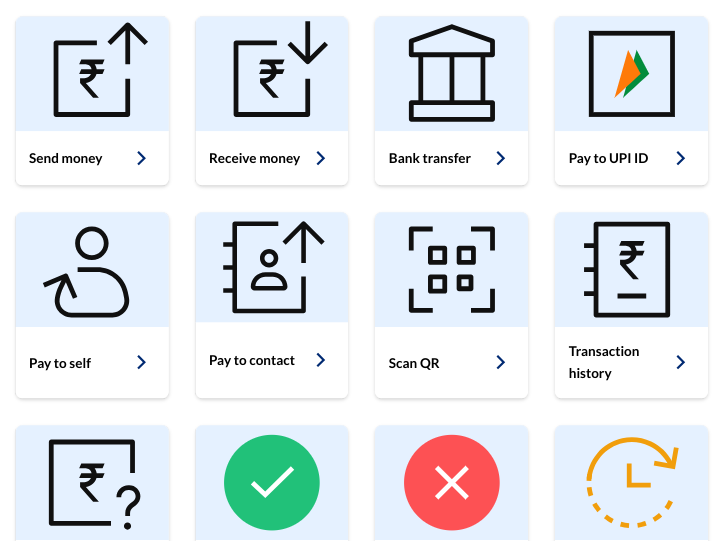 Send money
Receive money
Bank transfer
Pay to UPI ID
Pay to self
Pay to contact
Scan QR
Transaction
history